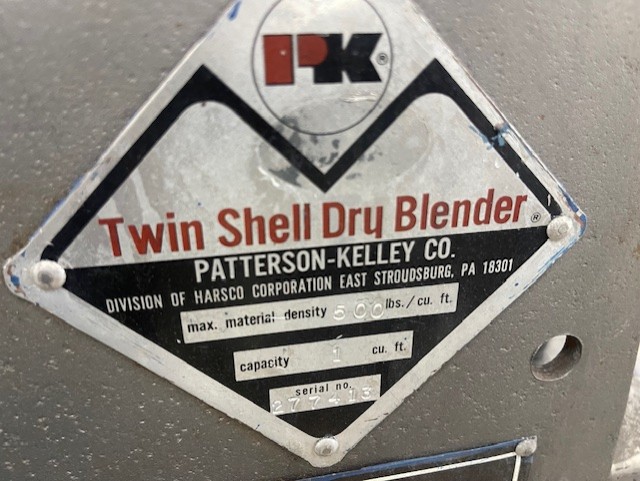 PK®
Twin Shell Dry Blender®
PATTERSON-KELLEY CO.
DIVISION OF HARSCO CORPORATION EAST STROUDSBURG, PA 18301
max. material density 500 lbs./cu. ft.
capacity 1 cu. ft.
serial no.
277413